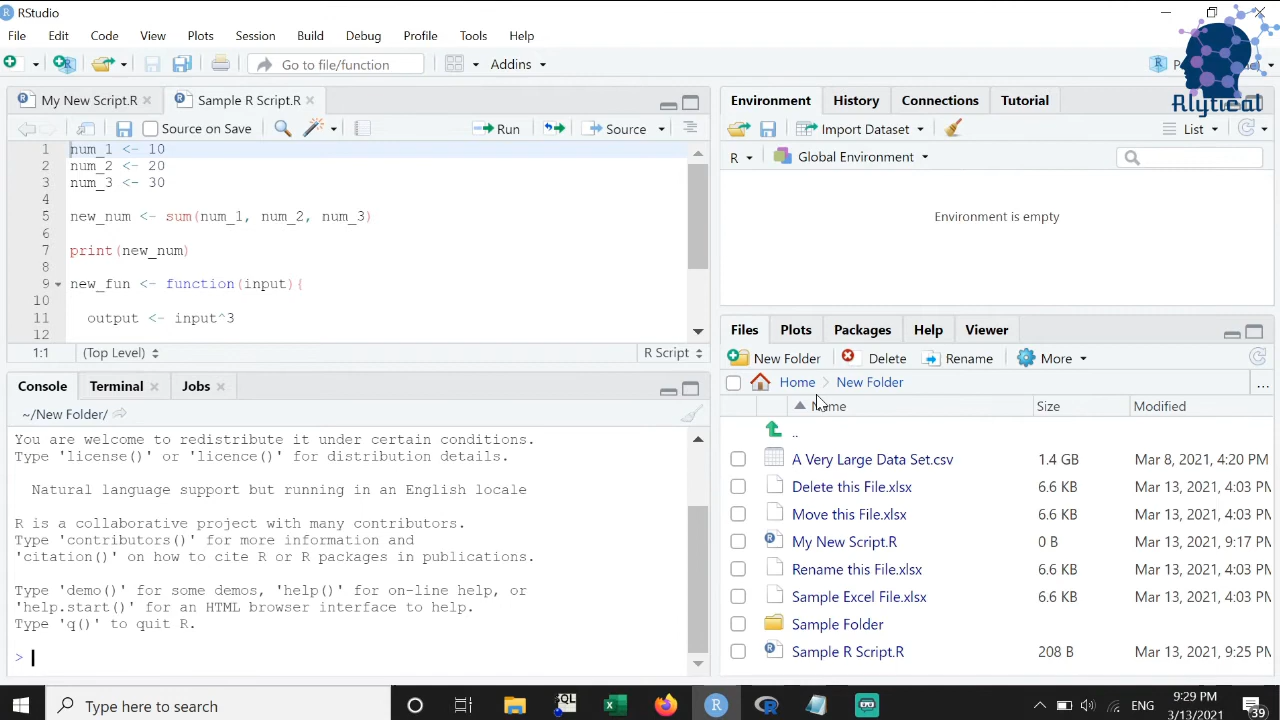 RStudio
File Edit Code View Plots Session Build Debug Profile Tools Help
Go to file/function Addins
Rlytical
My New Script.R Sample R Script.R
Source on Save Run Source
1 num_1 <- 10
2 num_2 <- 20
3 num_3 <- 30
4
5 new_num <- sum(num_1, num_2, num_3)
6
7 print(new_num)
8
9 new_fun <- function(input){
10
11 output <- input^3
12
1:1 (Top Level) R Script
Console Terminal Jobs
~/New Folder/
You are welcome to redistribute it under certain conditions.
Type 'license()' or 'licence()' for distribution details.
Natural language support but running in an English locale
R is a collaborative project with many contributors.
Type 'contributors()' for more information and
'citation()' on how to cite R or R packages in publications.
Type 'demo()' for some demos, 'help()' for on-line help, or
'help.start()' for an HTML browser interface to help.
Type 'q()' to quit R.
>
Environment History Connections Tutorial
Import Dataset List
R Global Environment
Environment is empty
Files Plots Packages Help Viewer
New Folder Delete Rename More
Home New Folder ...
Name Size Modified
..
A Very Large Data Set.csv 1.4 GB Mar 8, 2021, 4:20 PM
Delete this File.xlsx 6.6 KB Mar 13, 2021, 4:03 PM
Move this File.xlsx 6.6 KB Mar 13, 2021, 4:03 PM
My New Script.R 0 B Mar 13, 2021, 9:17 PM
Rename this File.xlsx 6.6 KB Mar 13, 2021, 4:03 PM
Sample Excel File.xlsx 6.6 KB Mar 13, 2021, 4:03 PM
Sample Folder
Sample R Script.R 208 B Mar 13, 2021, 9:25 PM
Type here to search
ENG
9:29 PM
3/13/2021
39